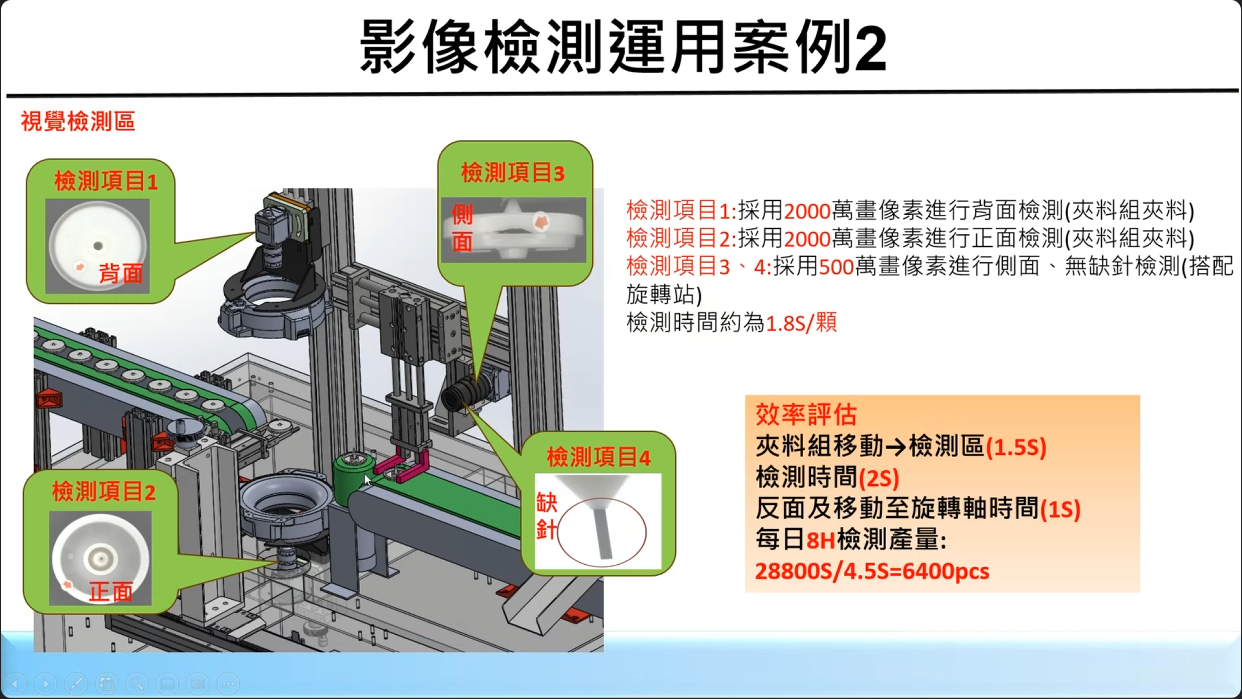 影像檢測運用案例2
視覺檢測區
檢測項目1
背面
檢測項目3
側
面
檢測項目2
正面
檢測項目4
缺
針
檢測項目1:採用2000萬畫像素進行背面檢測(夾料組夾料)
檢測項目2:採用2000萬畫像素進行正面檢測(夾料組夾料)
檢測項目3、4:採用500萬畫像素進行側面、無缺針檢測(搭配
旋轉站)
檢測時間約為1.8S/顆
效率評估
夾料組移動→檢測區(1.5S)
檢測時間(2S)
反面及移動至旋轉軸時間(1S)
每日8H檢測產量:
28800S/4.5S=6400pcs